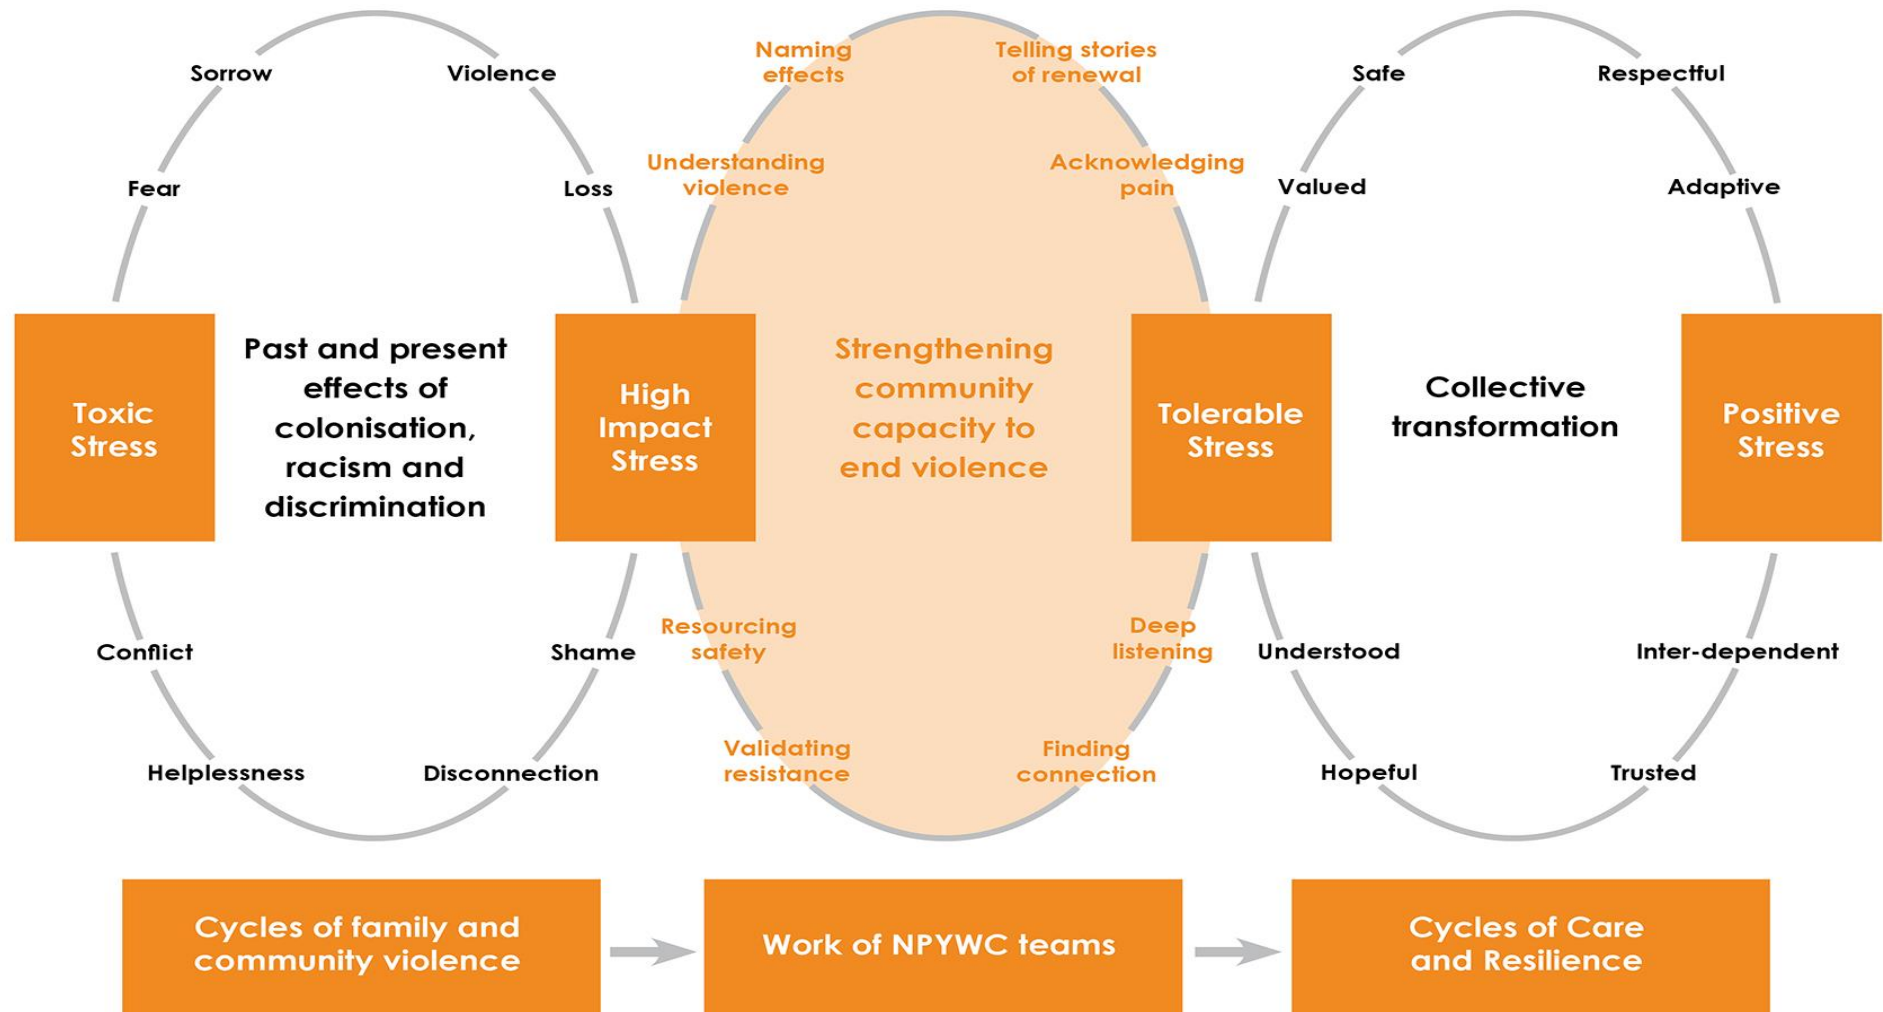 Sorrow
Violence
Fear
Loss
Toxic
Stress
Past and present
effects of
colonisation,
racism and
discrimination
High
Impact
Stress
Conflict
Shame
Helplessness
Disconnection
Naming
effects
Telling stories
of renewal
Understanding
violence
Acknowledging
pain
Strengthening
community
capacity to
end violence
Resourcing
safety
Deep
listening
Validating
resistance
Finding
connection
Safe
Respectful
Valued
Adaptive
Tolerable
Stress
Collective
transformation
Positive
Stress
Understood
Inter-dependent
Hopeful
Trusted
Cycles of family and
community violence
Work of NPYWC teams
Cycles of Care
and Resilience